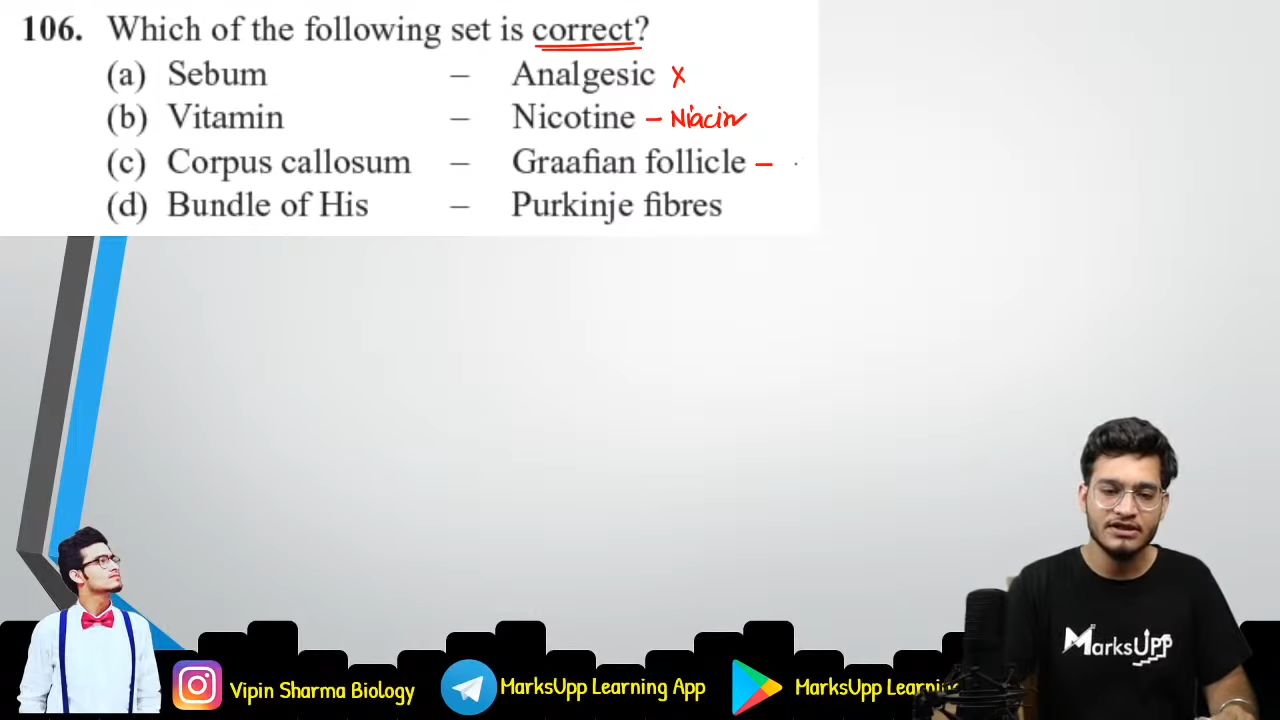 106. Which of the following set is correct?
(a) Sebum – Analgesic x
(b) Vitamin – Nicotine – Niacin
(c) Corpus callosum – Graafian follicle –
(d) Bundle of His – Purkinje fibres
MarksUpp
Vipin Sharma Biology
MarksUpp Learning App
MarksUpp Learning